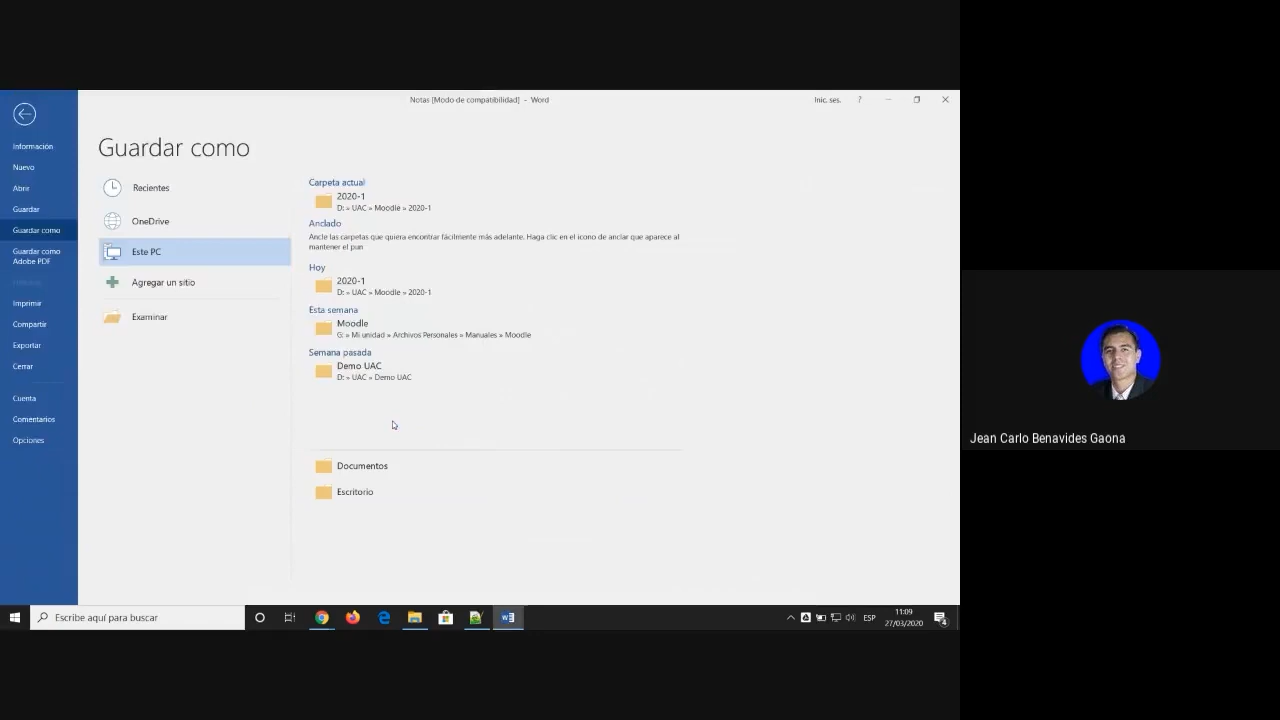 Notas [Modo de compatibilidad] - Word
Inic. ses.
?
Información
Nuevo
Abrir
Guardar
Guardar como
Guardar como
Adobe PDF
Imprimir
Compartir
Exportar
Cerrar
Cuenta
Comentarios
Opciones
Guardar como
Recientes
OneDrive
Este PC
Agregar un sitio
Examinar
Carpeta actual
2020-1
D: » UAC » Moodle » 2020-1
Anclado
Ancle las carpetas que quiera encontrar fácilmente más adelante. Haga clic en el icono de anclar que aparece al
mantener el pun
Hoy
2020-1
D: » UAC » Moodle » 2020-1
Esta semana
Moodle
G: » Mi unidad » Archivos Personales » Manuales » Moodle
Semana pasada
Demo UAC
D: » UAC » Demo UAC
Documentos
Escritorio
Jean Carlo Benavides Gaona
Escribe aquí para buscar
ESP
11:09
27/03/2020
4